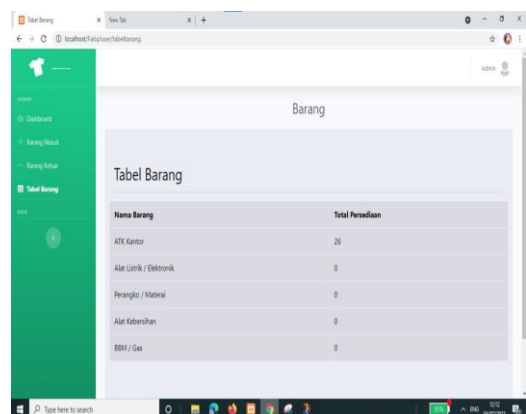 Tabel Barang
New Tab
localhost/Fatia/user/tabelbarang
Admin
Dashboard
Barang Masuk
Barang Keluar
Tabel Barang
Barang
Tabel Barang
Nama Barang Total Persediaan
ATK Kantor 26
Alat Listrik / Elektronik 0
Perangko / Materai 0
Alat Kebersihan 0
BBM / Gas 0
Type here to search
ENG